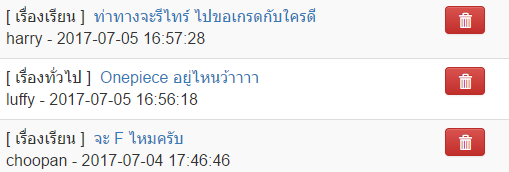 [ เรื่องเรียน ] ท่าทางจะรีไทร์ ไปขอเกรดกับใครดี
harry - 2017-07-05 16:57:28
[ เรื่องทั่วไป ] Onepiece อยู่ไหนว้าาาา
luffy - 2017-07-05 16:56:18
[ เรื่องเรียน ] จะ F ไหมครับ
choopan - 2017-07-04 17:46:46